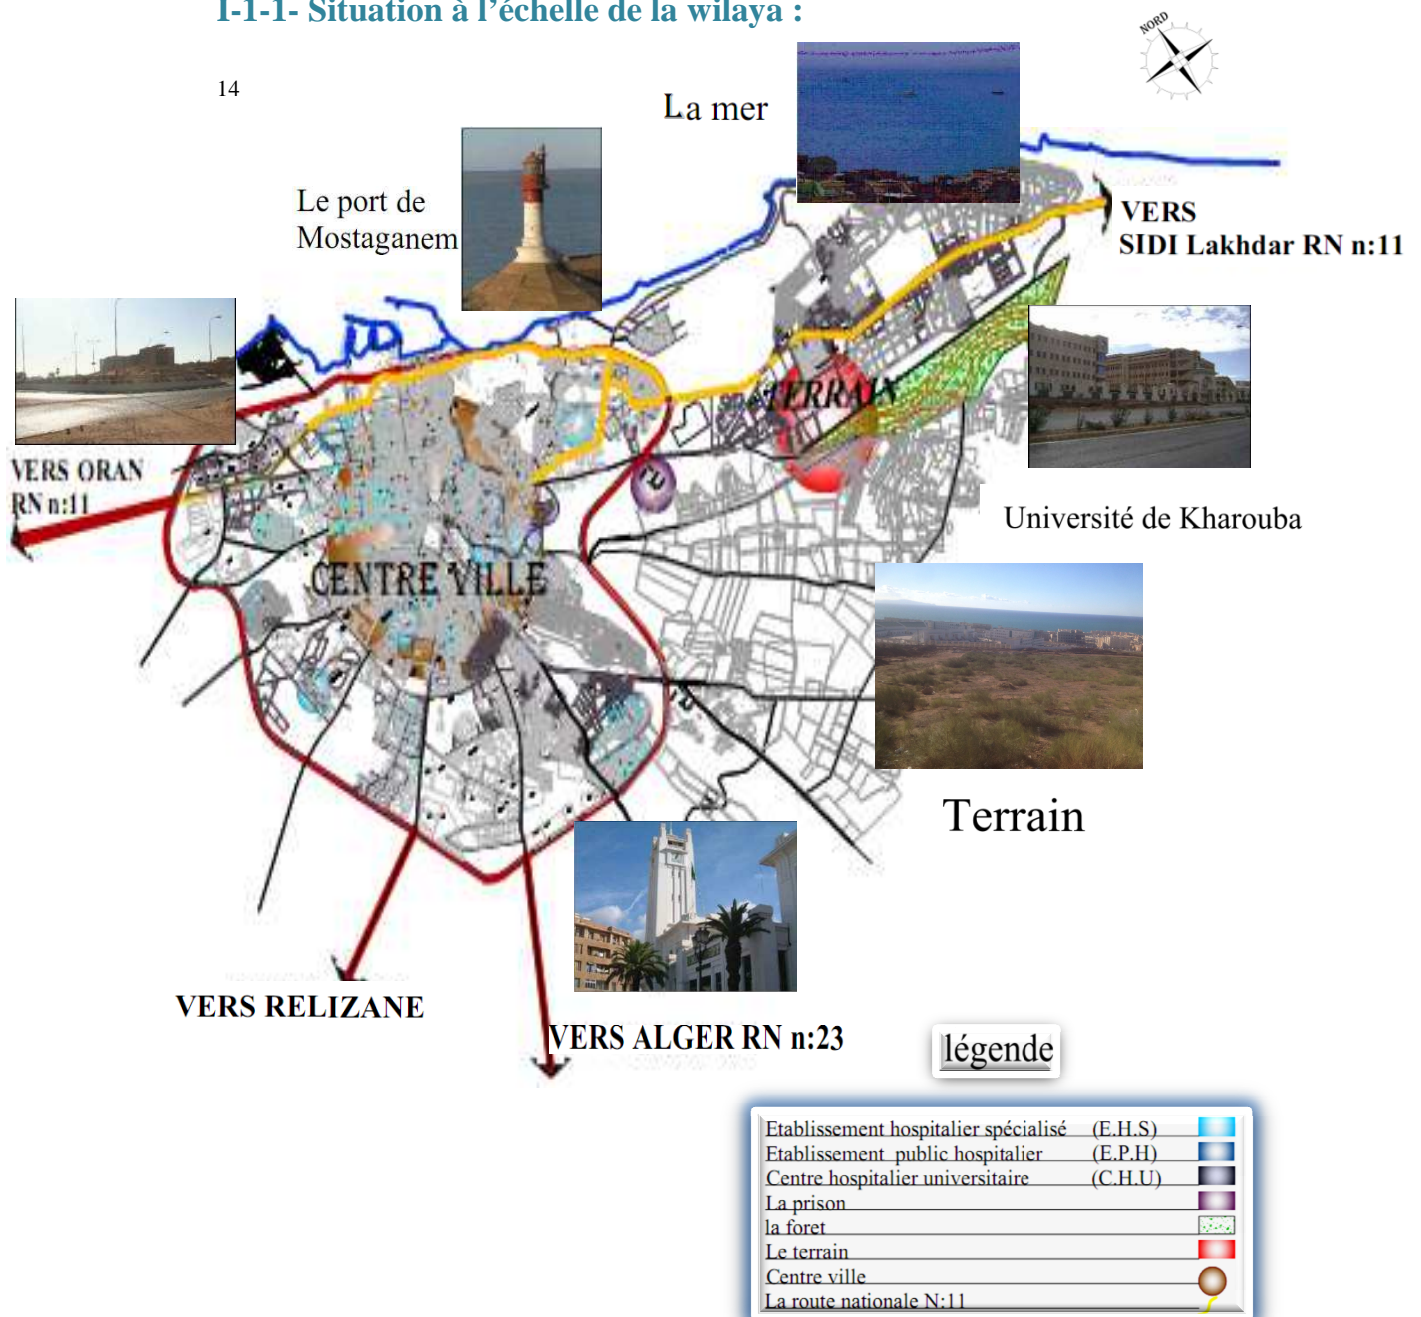 I-1-1- Situation à l’échelle de la wilaya :
NORD
14
La mer
Le port de
Mostaganem
VERS
SIDI Lakhdar RN n:11
TERRAIN
VERS ORAN
RN n:11
Université de Kharouba
CENTRE VILLE
Terrain
VERS RELIZANE
VERS ALGER RN n:23
légende
Etablissement hospitalier spécialisé (E.H.S)
Etablissement public hospitalier (E.P.H)
Centre hospitalier universitaire (C.H.U)
La prison
la foret
Le terrain
Centre ville
La route nationale N:11